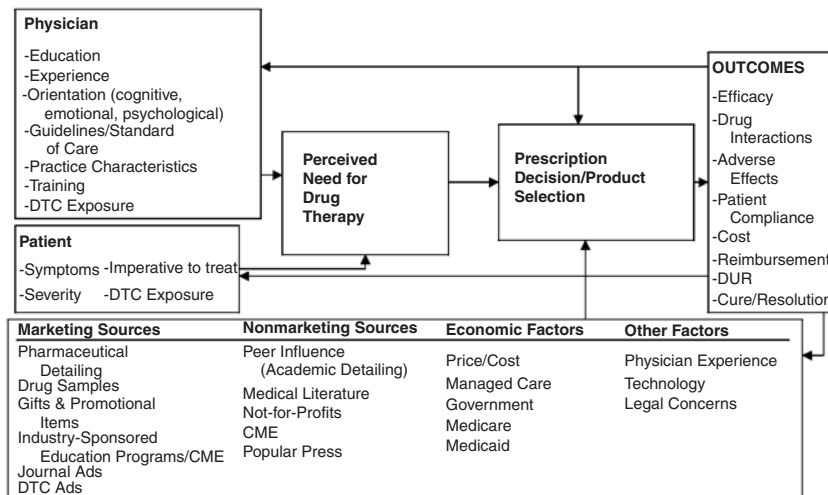 Physician
-Education
-Experience
-Orientation (cognitive,
emotional, psychological)
-Guidelines/Standard
of Care
-Practice Characteristics
-Training
-DTC Exposure
Patient
-Symptoms -Imperative to treat
-Severity -DTC Exposure
Perceived
Need for
Drug
Therapy
Prescription
Decision/Product
Selection
OUTCOMES
-Efficacy
-Drug
Interactions
-Adverse
Effects
-Patient
Compliance
-Cost
-Reimbursement
-DUR
-Cure/Resolution
Marketing Sources
Pharmaceutical
Detailing
Drug Samples
Gifts & Promotional
Items
Industry-Sponsored
Education Programs/CME
Journal Ads
DTC Ads
Nonmarketing Sources
Peer Influence
(Academic Detailing)
Medical Literature
Not-for-Profits
CME
Popular Press
Economic Factors
Price/Cost
Managed Care
Government
Medicare
Medicaid
Other Factors
Physician Experience
Technology
Legal Concerns